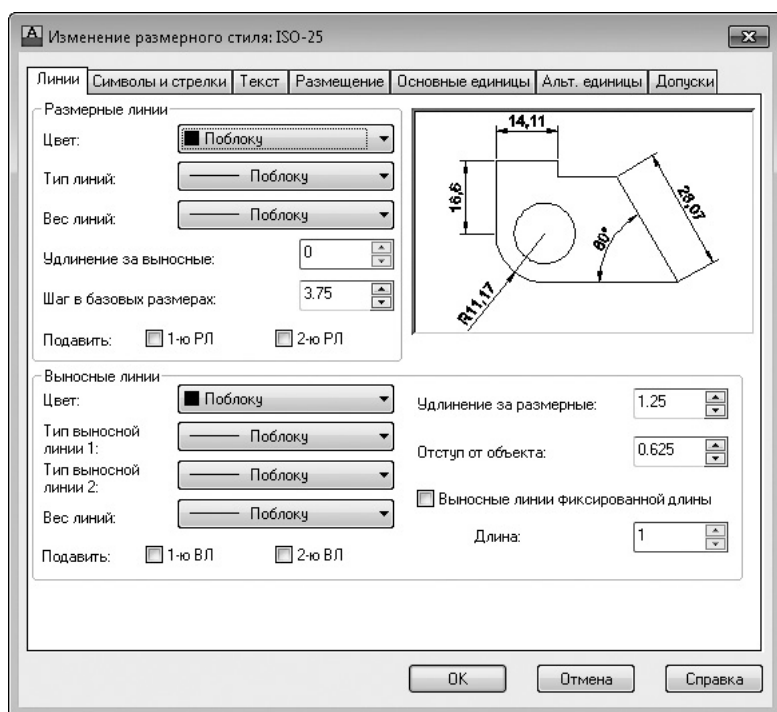 Изменение размерного стиля: ISO-25
Линии Символы и стрелки Текст Размещение Основные единицы Альт. единицы Допуски
Размерные линии
Цвет: Поблоку
Тип линий: Поблоку
Вес линий: Поблоку
Удлинение за выносные: 0
Шаг в базовых размерах: 3.75
Подавить: 1-ю РЛ 2-ю РЛ
14,11
16,6
28,07
60°
R11,17
Выносные линии
Цвет: Поблоку
Тип выносной линии 1: Поблоку
Тип выносной линии 2: Поблоку
Вес линий: Поблоку
Подавить: 1-ю ВЛ 2-ю ВЛ
Удлинение за размерные: 1.25
Отступ от объекта: 0.625
Выносные линии фиксированной длины
Длина: 1
OK Отмена Справка